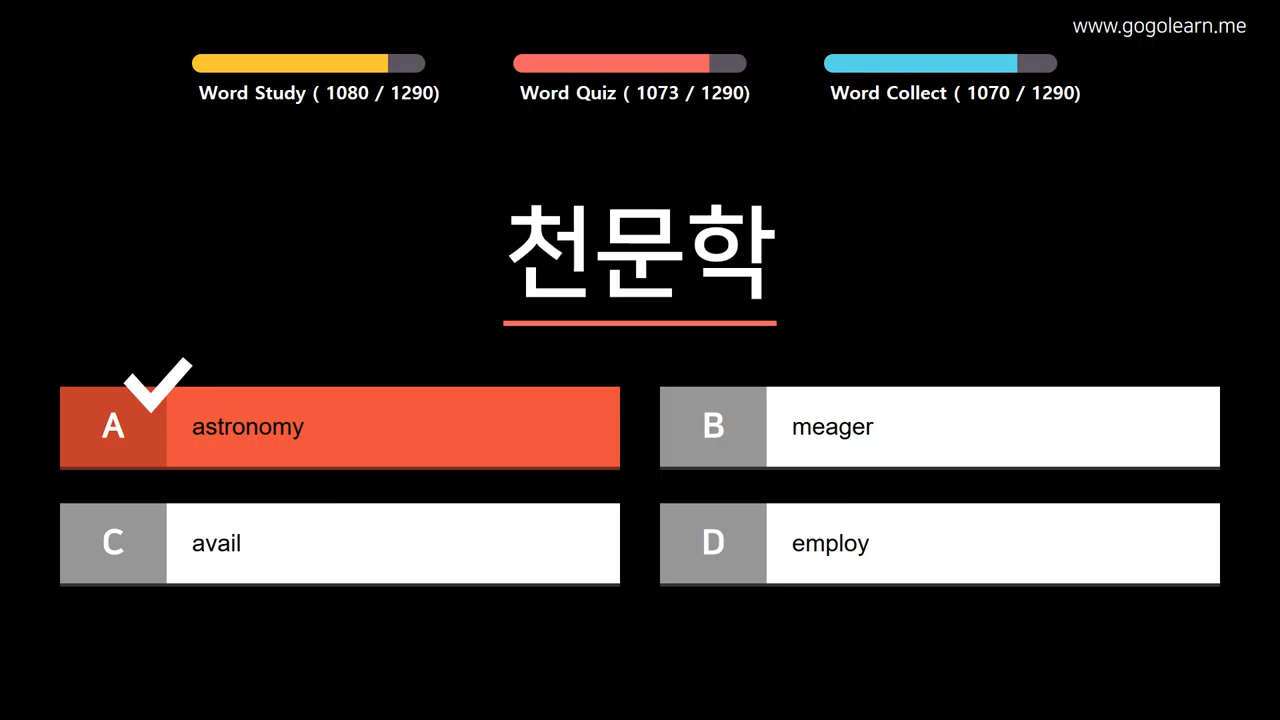 www.gogolearn.me
Word Study ( 1080 / 1290)
Word Quiz ( 1073 / 1290)
Word Collect ( 1070 / 1290)
천문학
A astronomy
B meager
C avail
D employ